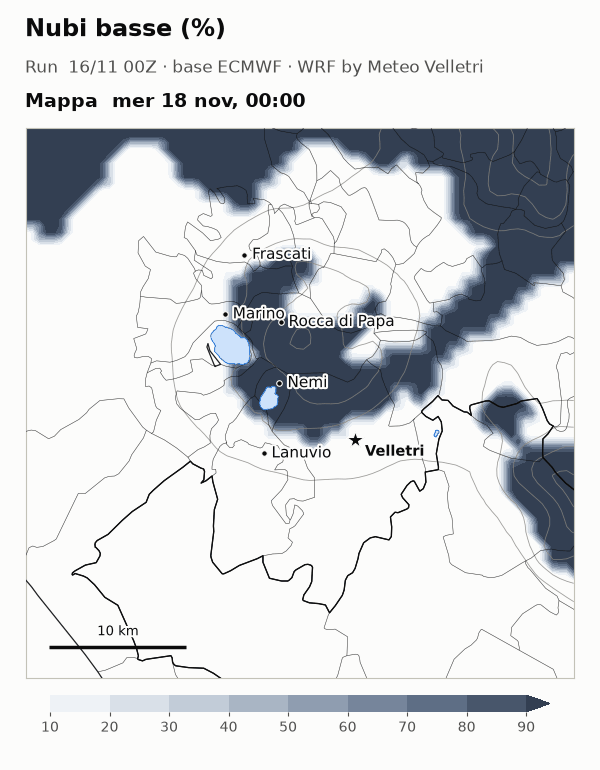 Nubi basse (%)
Run  16/11 00Z · base ECMWF · WRF by Meteo Velletri
Mappa  mer 18 nov, 00:00
Frascati
Marino
Rocca di Papa
Nemi
Velletri
Lanuvio
10 km
10 20 30 40 50 60 70 80 90